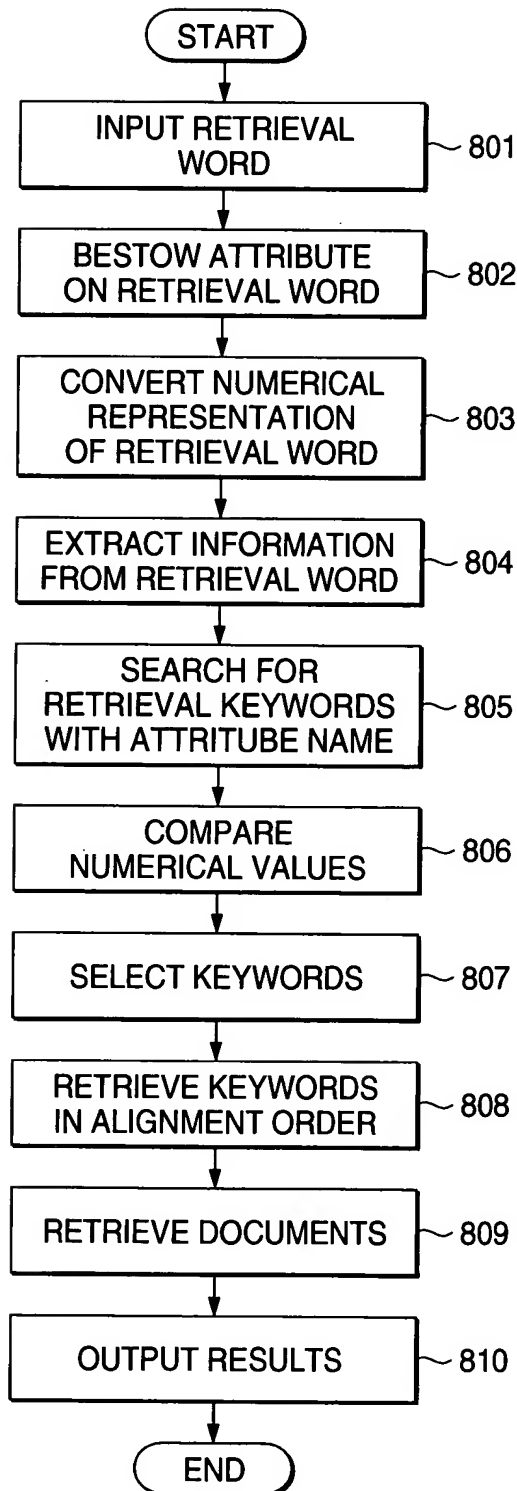 START
INPUT RETRIEVAL
WORD
801
BESTOW ATTRIBUTE
ON RETRIEVAL WORD
802
CONVERT NUMERICAL
REPRESENTATION
OF RETRIEVAL WORD
803
EXTRACT INFORMATION
FROM RETRIEVAL WORD
804
SEARCH FOR
RETRIEVAL KEYWORDS
WITH ATTRITUBE NAME
805
COMPARE
NUMERICAL VALUES
806
SELECT KEYWORDS
807
RETRIEVE KEYWORDS
IN ALIGNMENT ORDER
808
RETRIEVE DOCUMENTS
809
OUTPUT RESULTS
810
END